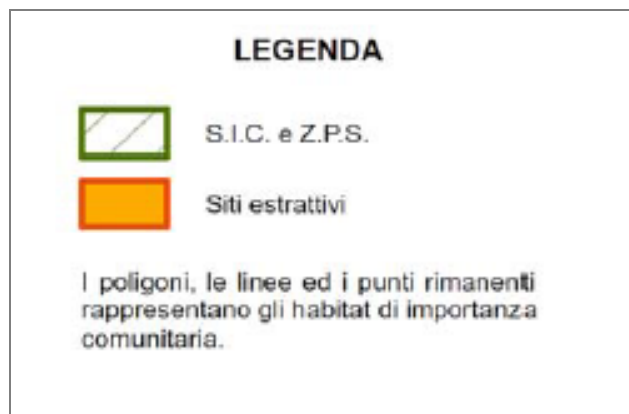 LEGENDA
S.I.C. e Z.P.S.
Siti estrattivi
I poligoni, le linee ed i punti rimanenti
rappresentano gli habitat di importanza
comunitaria.